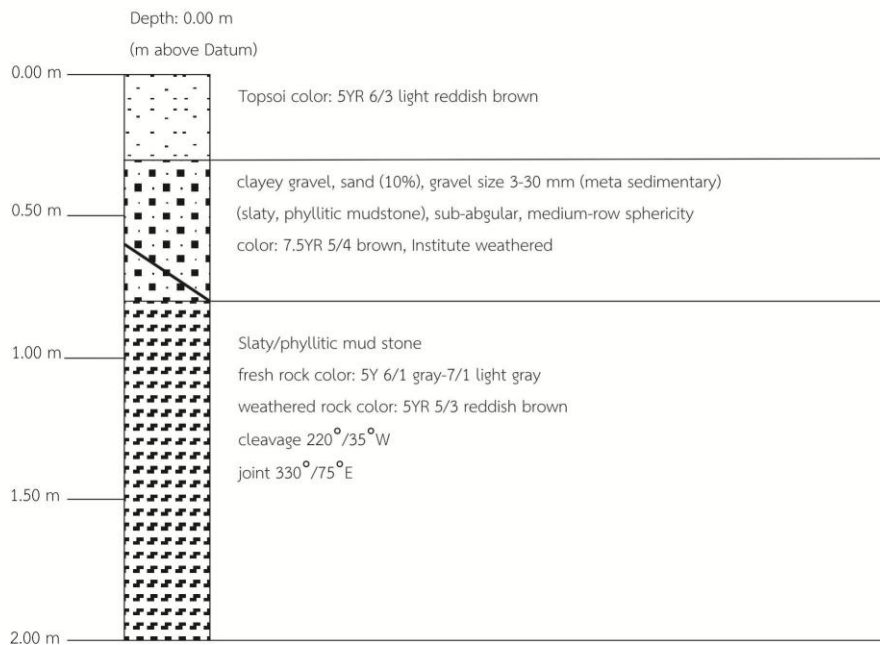 Depth: 0.00 m
(m above Datum)
0.00 m
Topsoi color: 5YR 6/3 light reddish brown
clayey gravel, sand (10%), gravel size 3-30 mm (meta sedimentary)
0.50 m
(slaty, phyllitic mudstone), sub-abgular, medium-row sphericity
color: 7.5YR 5/4 brown, Institute weathered
1.00 m
Slaty/phyllitic mud stone
fresh rock color: 5Y 6/1 gray-7/1 light gray
weathered rock color: 5YR 5/3 reddish brown
cleavage 220°/35°W
joint 330°/75°E
1.50 m
2.00 m